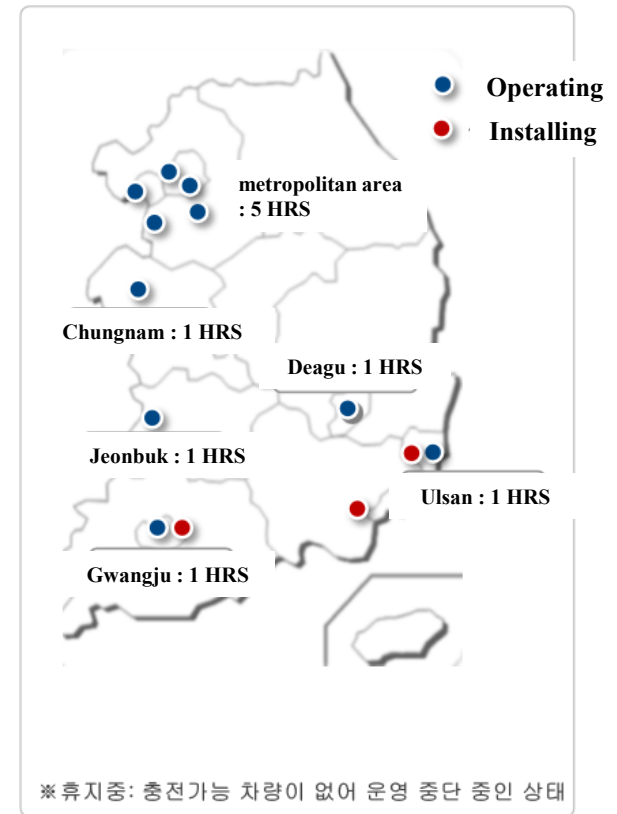 Operating
Installing
metropolitan area
: 5 HRS
Chungnam : 1 HRS
Deagu : 1 HRS
Jeonbuk : 1 HRS
Ulsan : 1 HRS
Gwangju : 1 HRS
※휴지중: 충전가능 차량이 없어 운영 중단 중인 상태